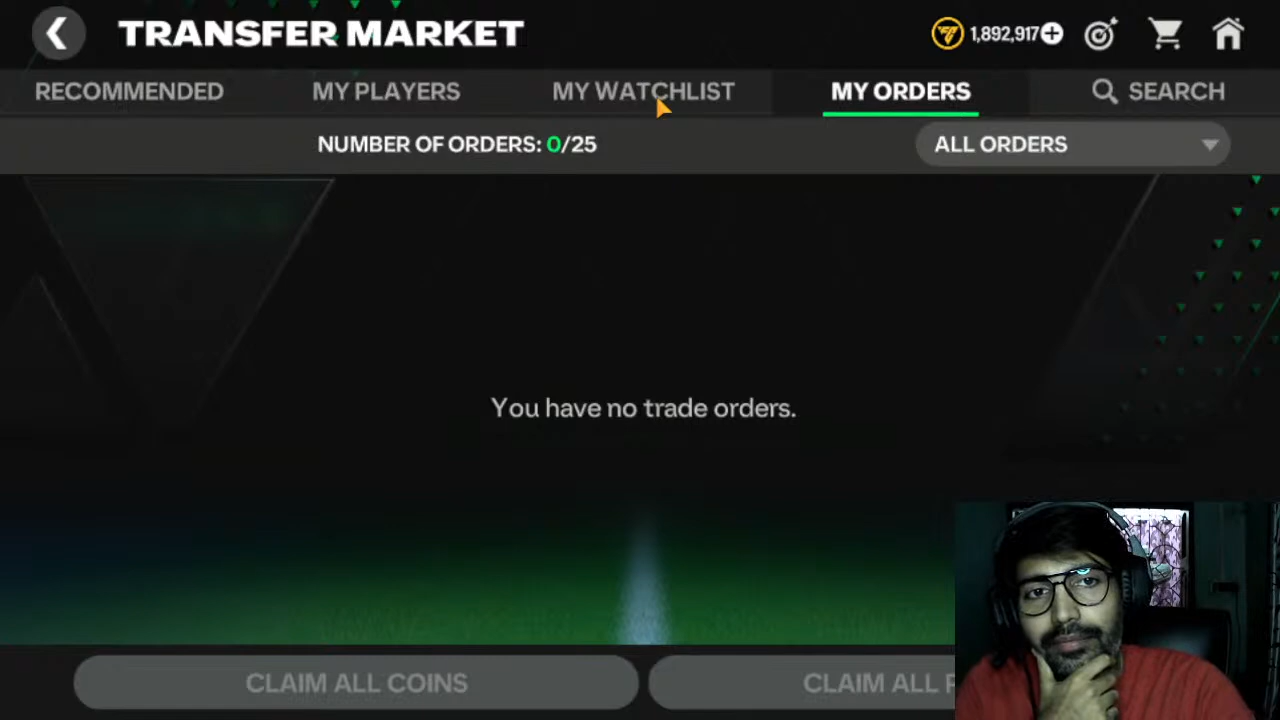 TRANSFER MARKET
1,892,917
RECOMMENDED
MY PLAYERS
MY WATCHLIST
MY ORDERS
SEARCH
NUMBER OF ORDERS: 0/25
ALL ORDERS
You have no trade orders.
CLAIM ALL COINS
CLAIM ALL